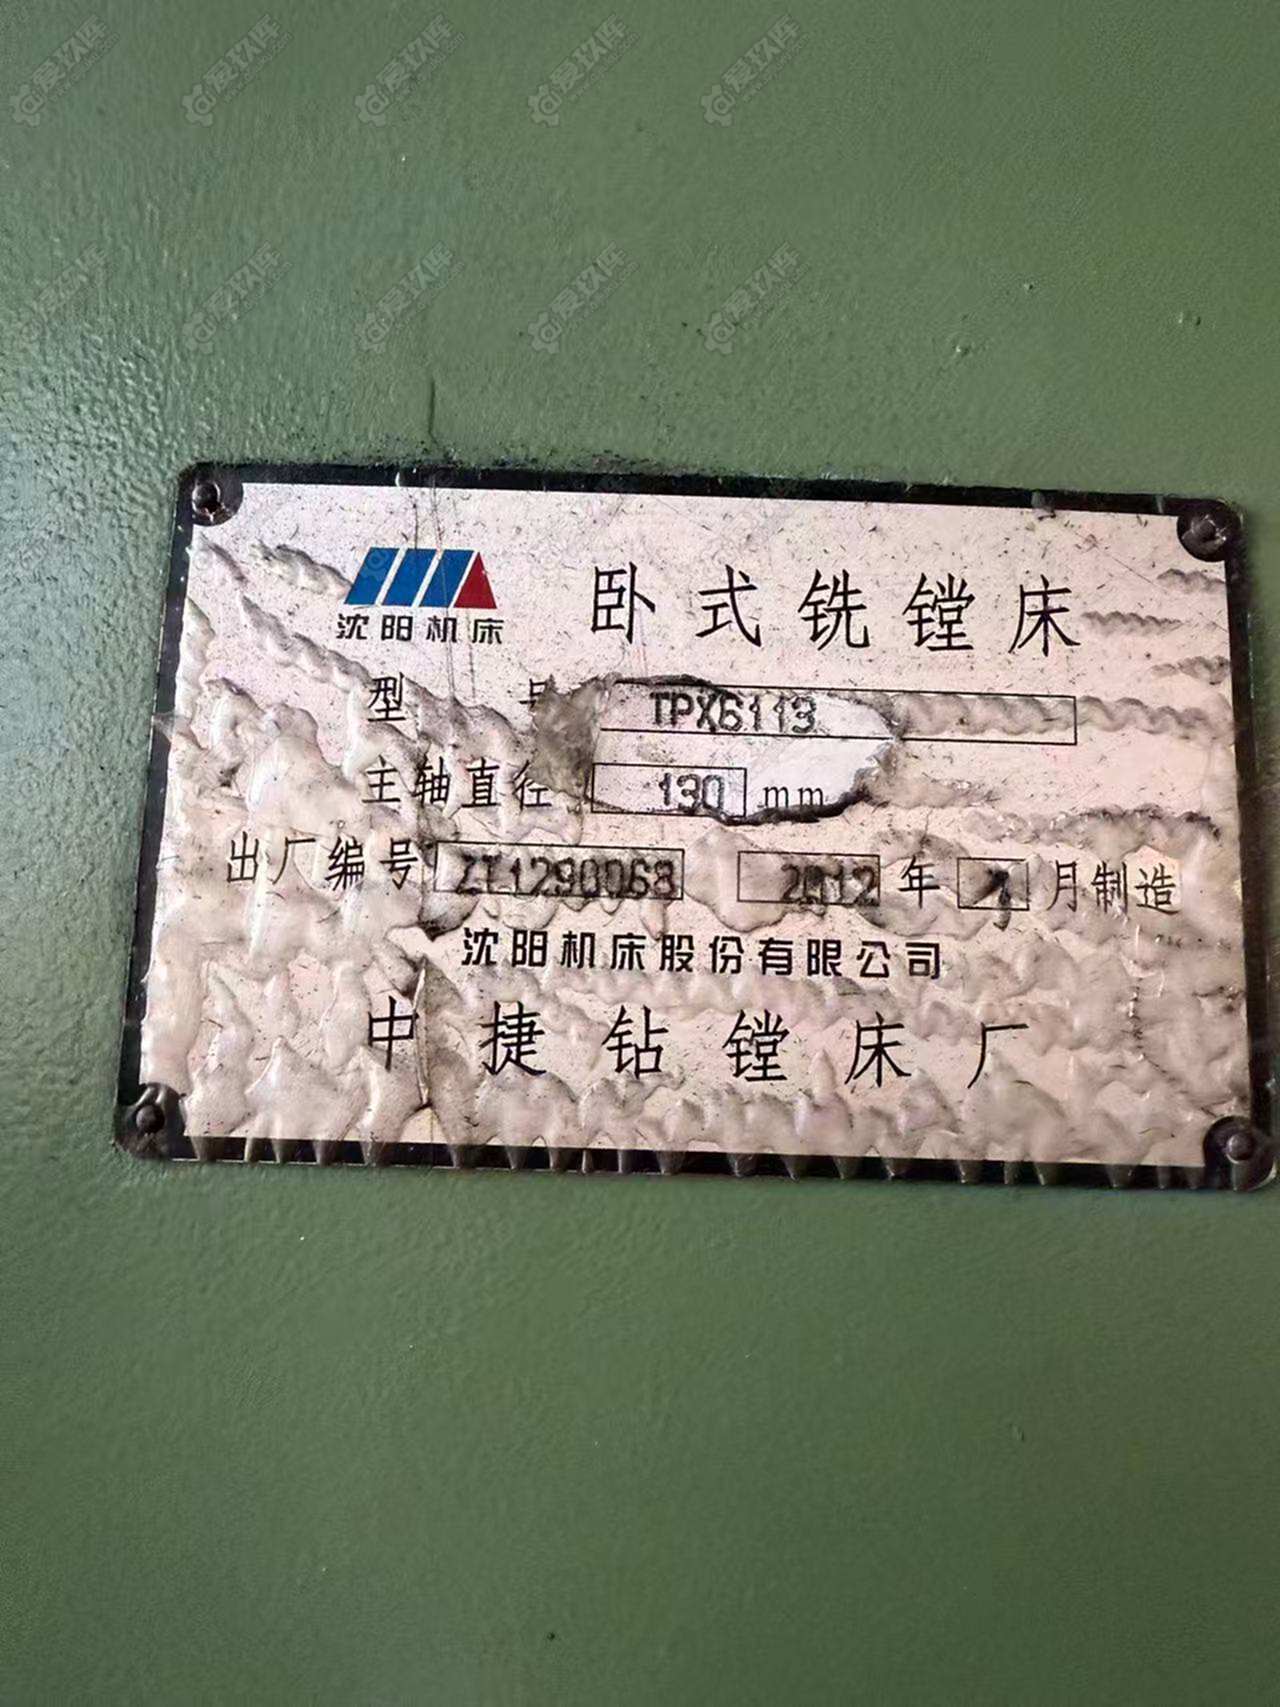 沈阳机床
卧式铣镗床
型号 TPX6113
主轴直径 130 mm
出厂编号 ZT1290068 2012 年 月制造
沈阳机床股份有限公司
中捷钻镗床厂